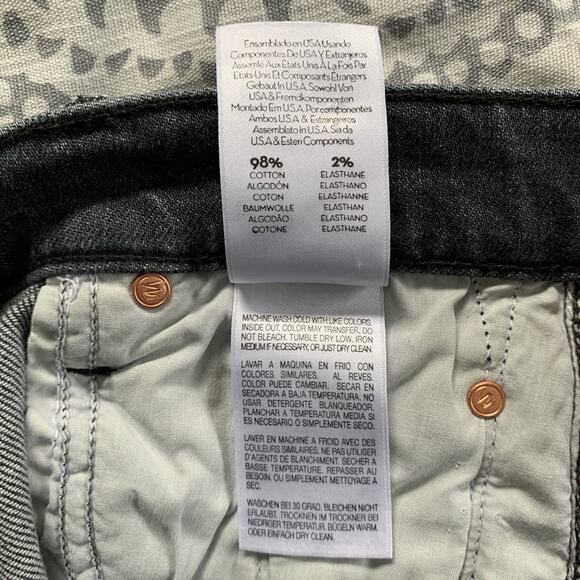 Ensamblado en USA Usando
Componentes De USA Y Extranjeros
Assemblé Aux Etats Unis À La Fois Par
Etats-Unis Et Composants Étrangers
Gebaut In U.S.A. Sowohl Von
USA & Fremdkomponenten
Montado Em U.S.A. Por componentes
Ambos U.S.A & Estrangeiros
Assemblato In U.S.A. Sia da
U.S.A & Esteri Components
98% 2%
COTTON ELASTHANE
ALGODÓN ELASTHANO
COTON ELASTHANNE
BAUMWOLLE ELASTHAN
ALGODÃO ELASTHANO
COTONE ELASTHANE
MACHINE WASH COLD WITH LIKE COLORS,
INSIDE OUT, COLOR MAY TRANSFER. DO
NOT BLEACH. TUMBLE DRY LOW, IRON
MEDIUM IF NECESSARY, OR JUST DRY CLEAN.
LAVAR A MAQUINA EN FRIO CON
COLORES SIMILARES. AL REVES.
COLOR PUEDE CAMBIAR. SECAR EN
SECADORA A BAJA TEMPERATURA. NO
USAR DETERGENTE BLANQUEADOR.
PLANCHAR A TEMPERATURA MEDIA SI
ES NECESARIO O SIMPLEMENTE SECO.
LAVER EN MACHINE A FROID AVEC DES
COULEURS SIMILAIRES. NE PAS UTILISER
D'AGENTS DE BLANCHIMENT. SECHER A
BASSE TEMPERATURE. REPASSER AU
BESOIN. OU SIMPLEMENT NETTOYAGE A
SEC.
WASCHEN BEI 30 GRAD. BLEICHEN NICHT
ERLAUBT. TROCKNEN IM TROCKNER BEI
NIEDRIGER TEMPERATUR. BÜGELN WARM.
ODER EINFACH DRY CLEAN.